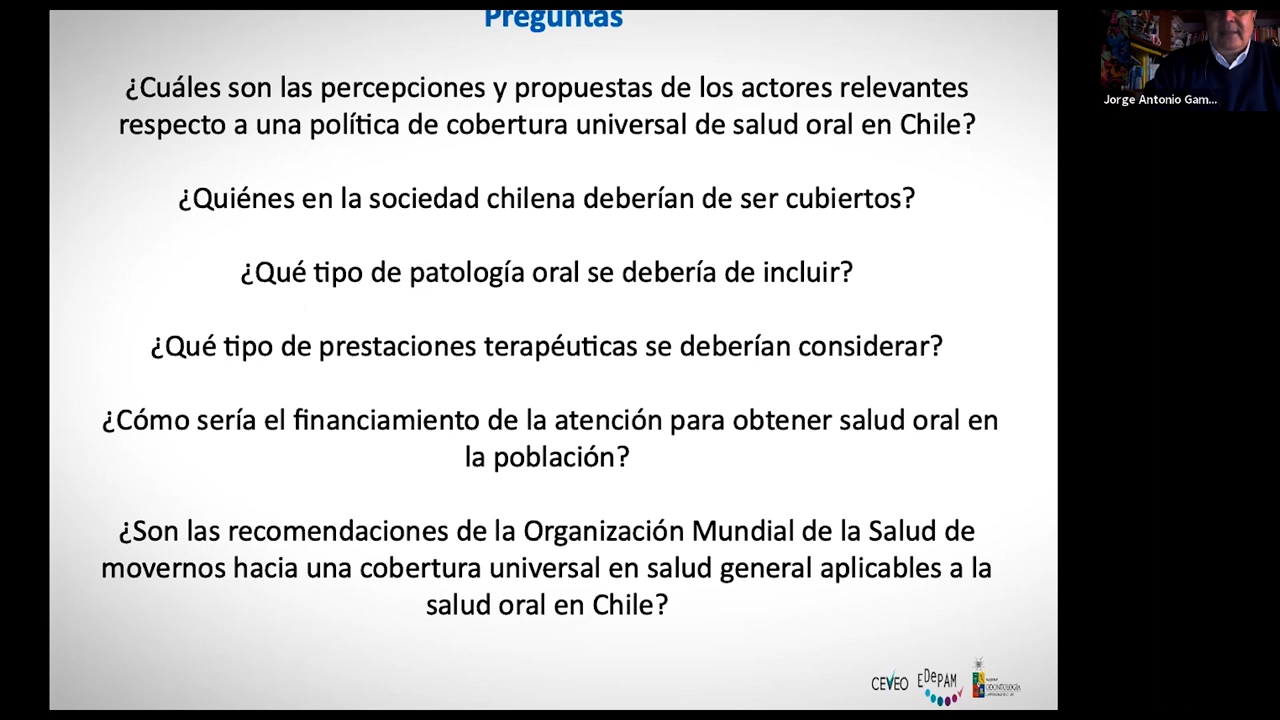 Preguntas
¿Cuáles son las percepciones y propuestas de los actores relevantes
respecto a una política de cobertura universal de salud oral en Chile?
¿Quiénes en la sociedad chilena deberían de ser cubiertos?
¿Qué tipo de patología oral se debería de incluir?
¿Qué tipo de prestaciones terapéuticas se deberían considerar?
¿Cómo sería el financiamiento de la atención para obtener salud oral en
la población?
¿Son las recomendaciones de la Organización Mundial de la Salud de
movernos hacia una cobertura universal en salud general aplicables a la
salud oral en Chile?
CEVEO
EDePAM
ODONTOLOGÍA
Jorge Antonio Gam...